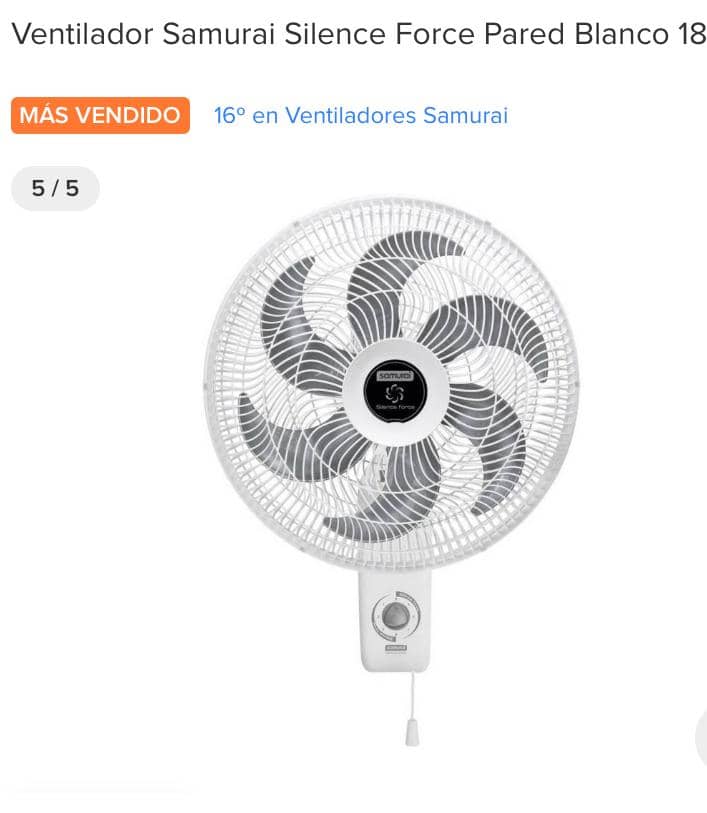 Ventilador Samurai Silence Force Pared Blanco 18
MÁS VENDIDO
16º en Ventiladores Samurai
5 / 5
samurai
Silence force